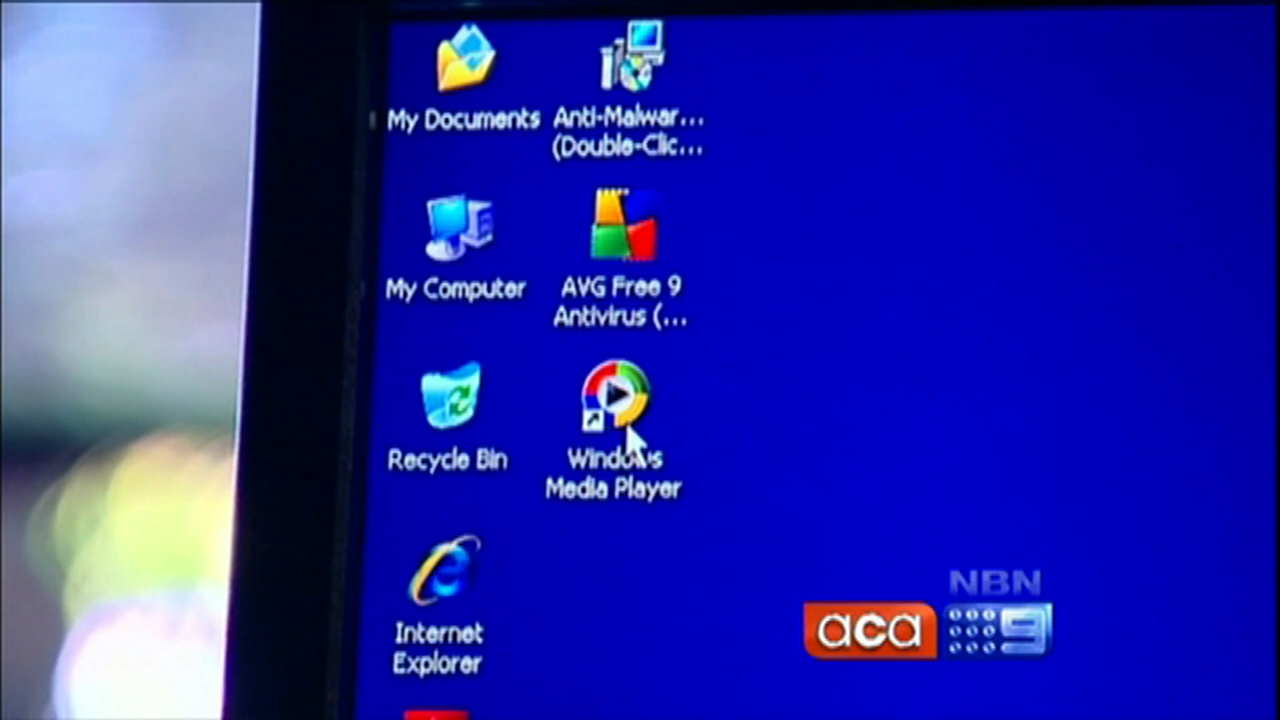 My Documents
Anti-Malwar...
(Double-Clic...
My Computer
AVG Free 9
Antivirus (...
Recycle Bin
Windows
Media Player
Internet
Explorer
NBN
aca
9